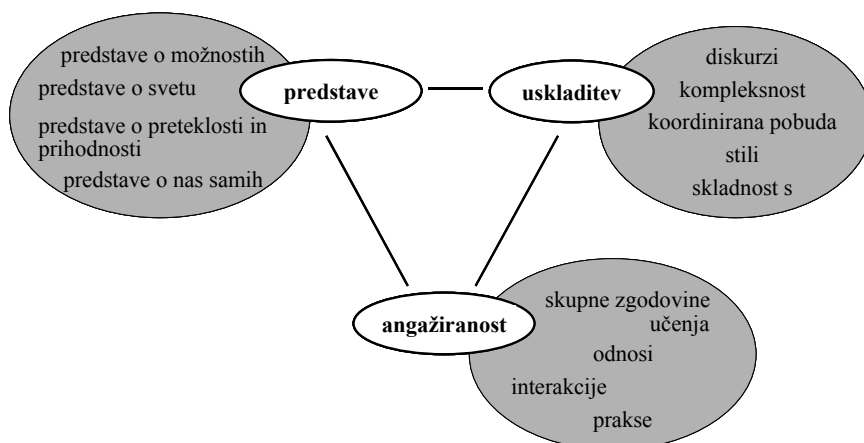 predstave o možnostih
predstave o svetu
predstave o preteklosti in
prihodnosti
predstave o nas samih
predstave
uskladitev
diskurzi
kompleksnost
koordinirana pobuda
stili
skladnost s
angažiranost
skupne zgodovine
učenja
odnosi
interakcije
prakse